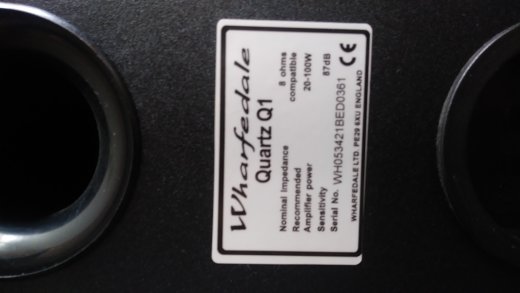 Wharfedale
Quartz Q1
Nominal Impedance 8 ohms
compatible
Recommended
Amplifier power 20-100W
Sensitivity 87dB
Serial No. WH053421BED0361
CE
WHARFEDALE LTD. PE29 6XU ENGLAND